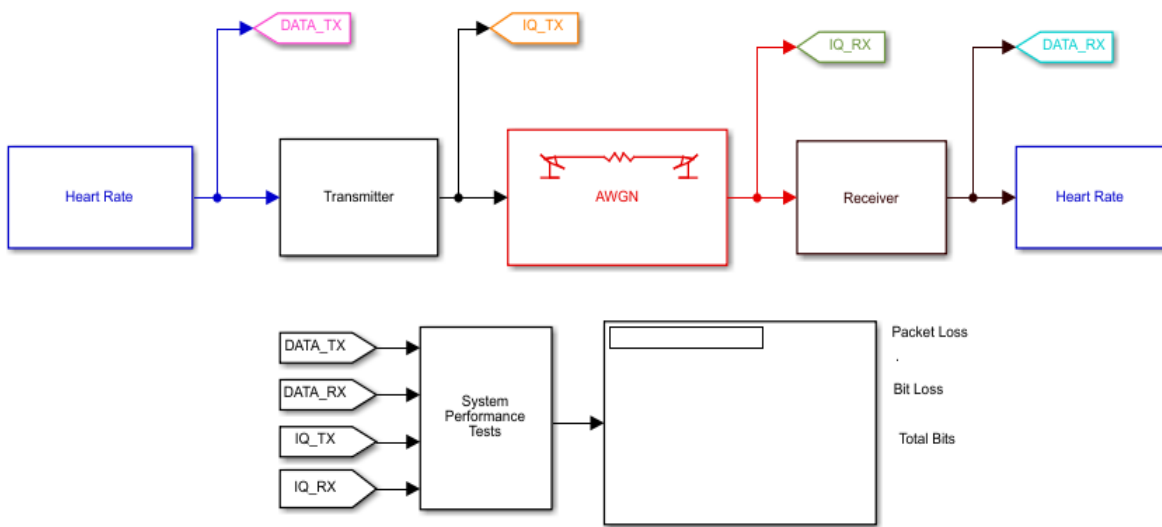 DATA_TX
IQ_TX
IQ_RX
DATA_RX
Heart Rate
Transmitter
AWGN
Receiver
Heart Rate
DATA_TX
DATA_RX
IQ_TX
IQ_RX
System
Performance
Tests
Packet Loss
.
Bit Loss
Total Bits